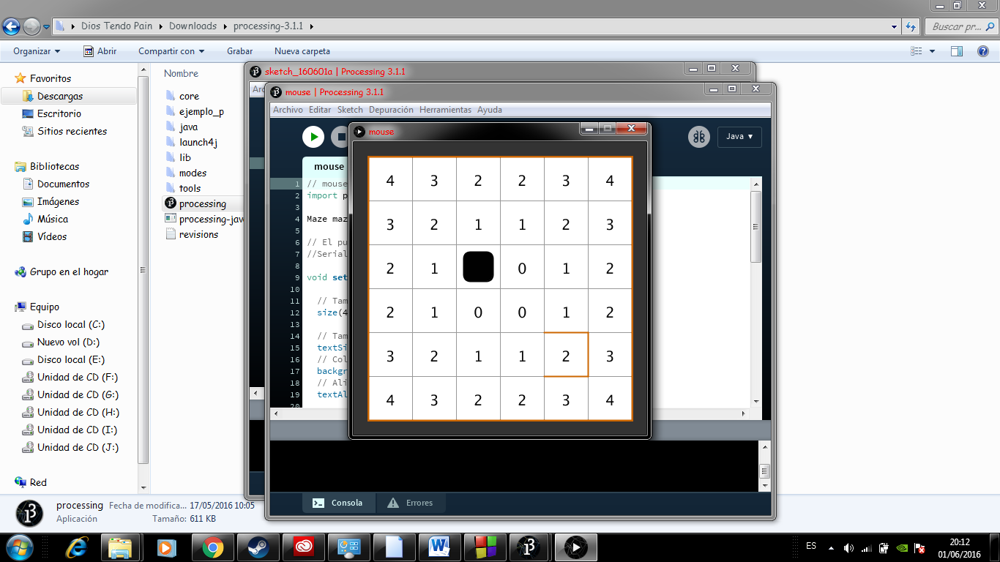 Dios Tendo Pain
Downloads
processing-3.1.1
Buscar pr...
Organizar
Abrir
Compartir con
Grabar
Nueva carpeta
Favoritos
Descargas
Escritorio
Sitios recientes
Bibliotecas
Documentos
Imágenes
Música
Vídeos
Grupo en el hogar
Equipo
Disco local (C:)
Nuevo vol (D:)
Disco local (E:)
Unidad de CD (F:)
Unidad de CD (G:)
Unidad de CD (H:)
Unidad de CD (I:)
Unidad de CD (J:)
Red
Nombre
core
ejemplo_p
java
launch4j
lib
modes
tools
processing
processing-java
revisions
sketch_160601a | Processing 3.1.1
mouse | Processing 3.1.1
Archivo Editar Sketch Depuración Herramientas Ayuda
Java
mouse
1 // mouse
2 import p
3
4 Maze maz
5
6 // El pu
7 //Serial
8
9 void set
10
11 // Tam
12 size(4
13
14 // Tam
15 textSi
16 // Col
17 backgr
18 // Ali
19 textAl
20
mouse
4 3 2 2 3 4
3 2 1 1 2 3
2 1 0 1 2
2 1 0 0 1 2
3 2 1 1 2 3
4 3 2 2 3 4
Consola
Errores
processing Fecha de modifica... 17/05/2016 10:05
Aplicación Tamaño: 611 KB
ES
20:12
01/06/2016